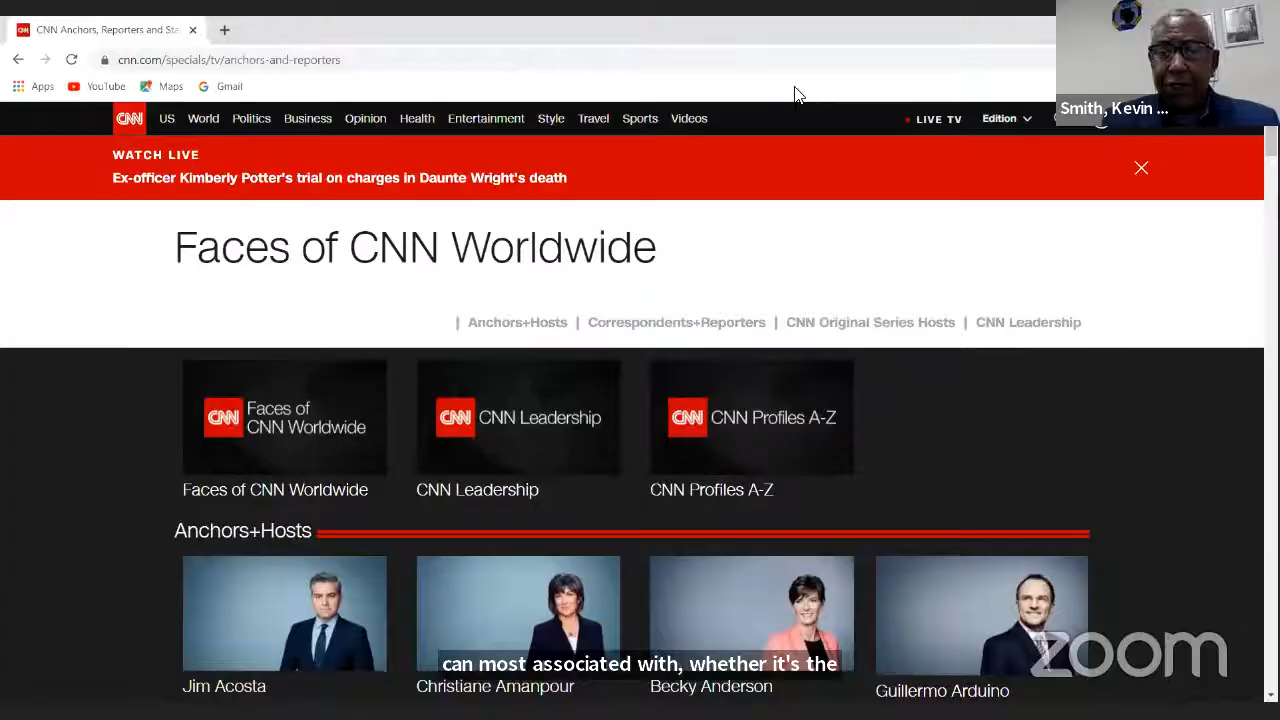 CNN Anchors, Reporters and Sta
cnn.com/specials/tv/anchors-and-reporters
Apps YouTube Maps Gmail
Smith, Kevin ...
CNN US World Politics Business Opinion Health Entertainment Style Travel Sports Videos LIVE TV Edition
WATCH LIVE
Ex-officer Kimberly Potter's trial on charges in Daunte Wright's death
Faces of CNN Worldwide
| Anchors+Hosts | Correspondents+Reporters | CNN Original Series Hosts | CNN Leadership
CNN Faces of
CNN Worldwide
CNN CNN Leadership
CNN CNN Profiles A-Z
Faces of CNN Worldwide CNN Leadership CNN Profiles A-Z
Anchors+Hosts
can most associated with, whether it's the
zoom
Jim Acosta Christiane Amanpour Becky Anderson Guillermo Arduino